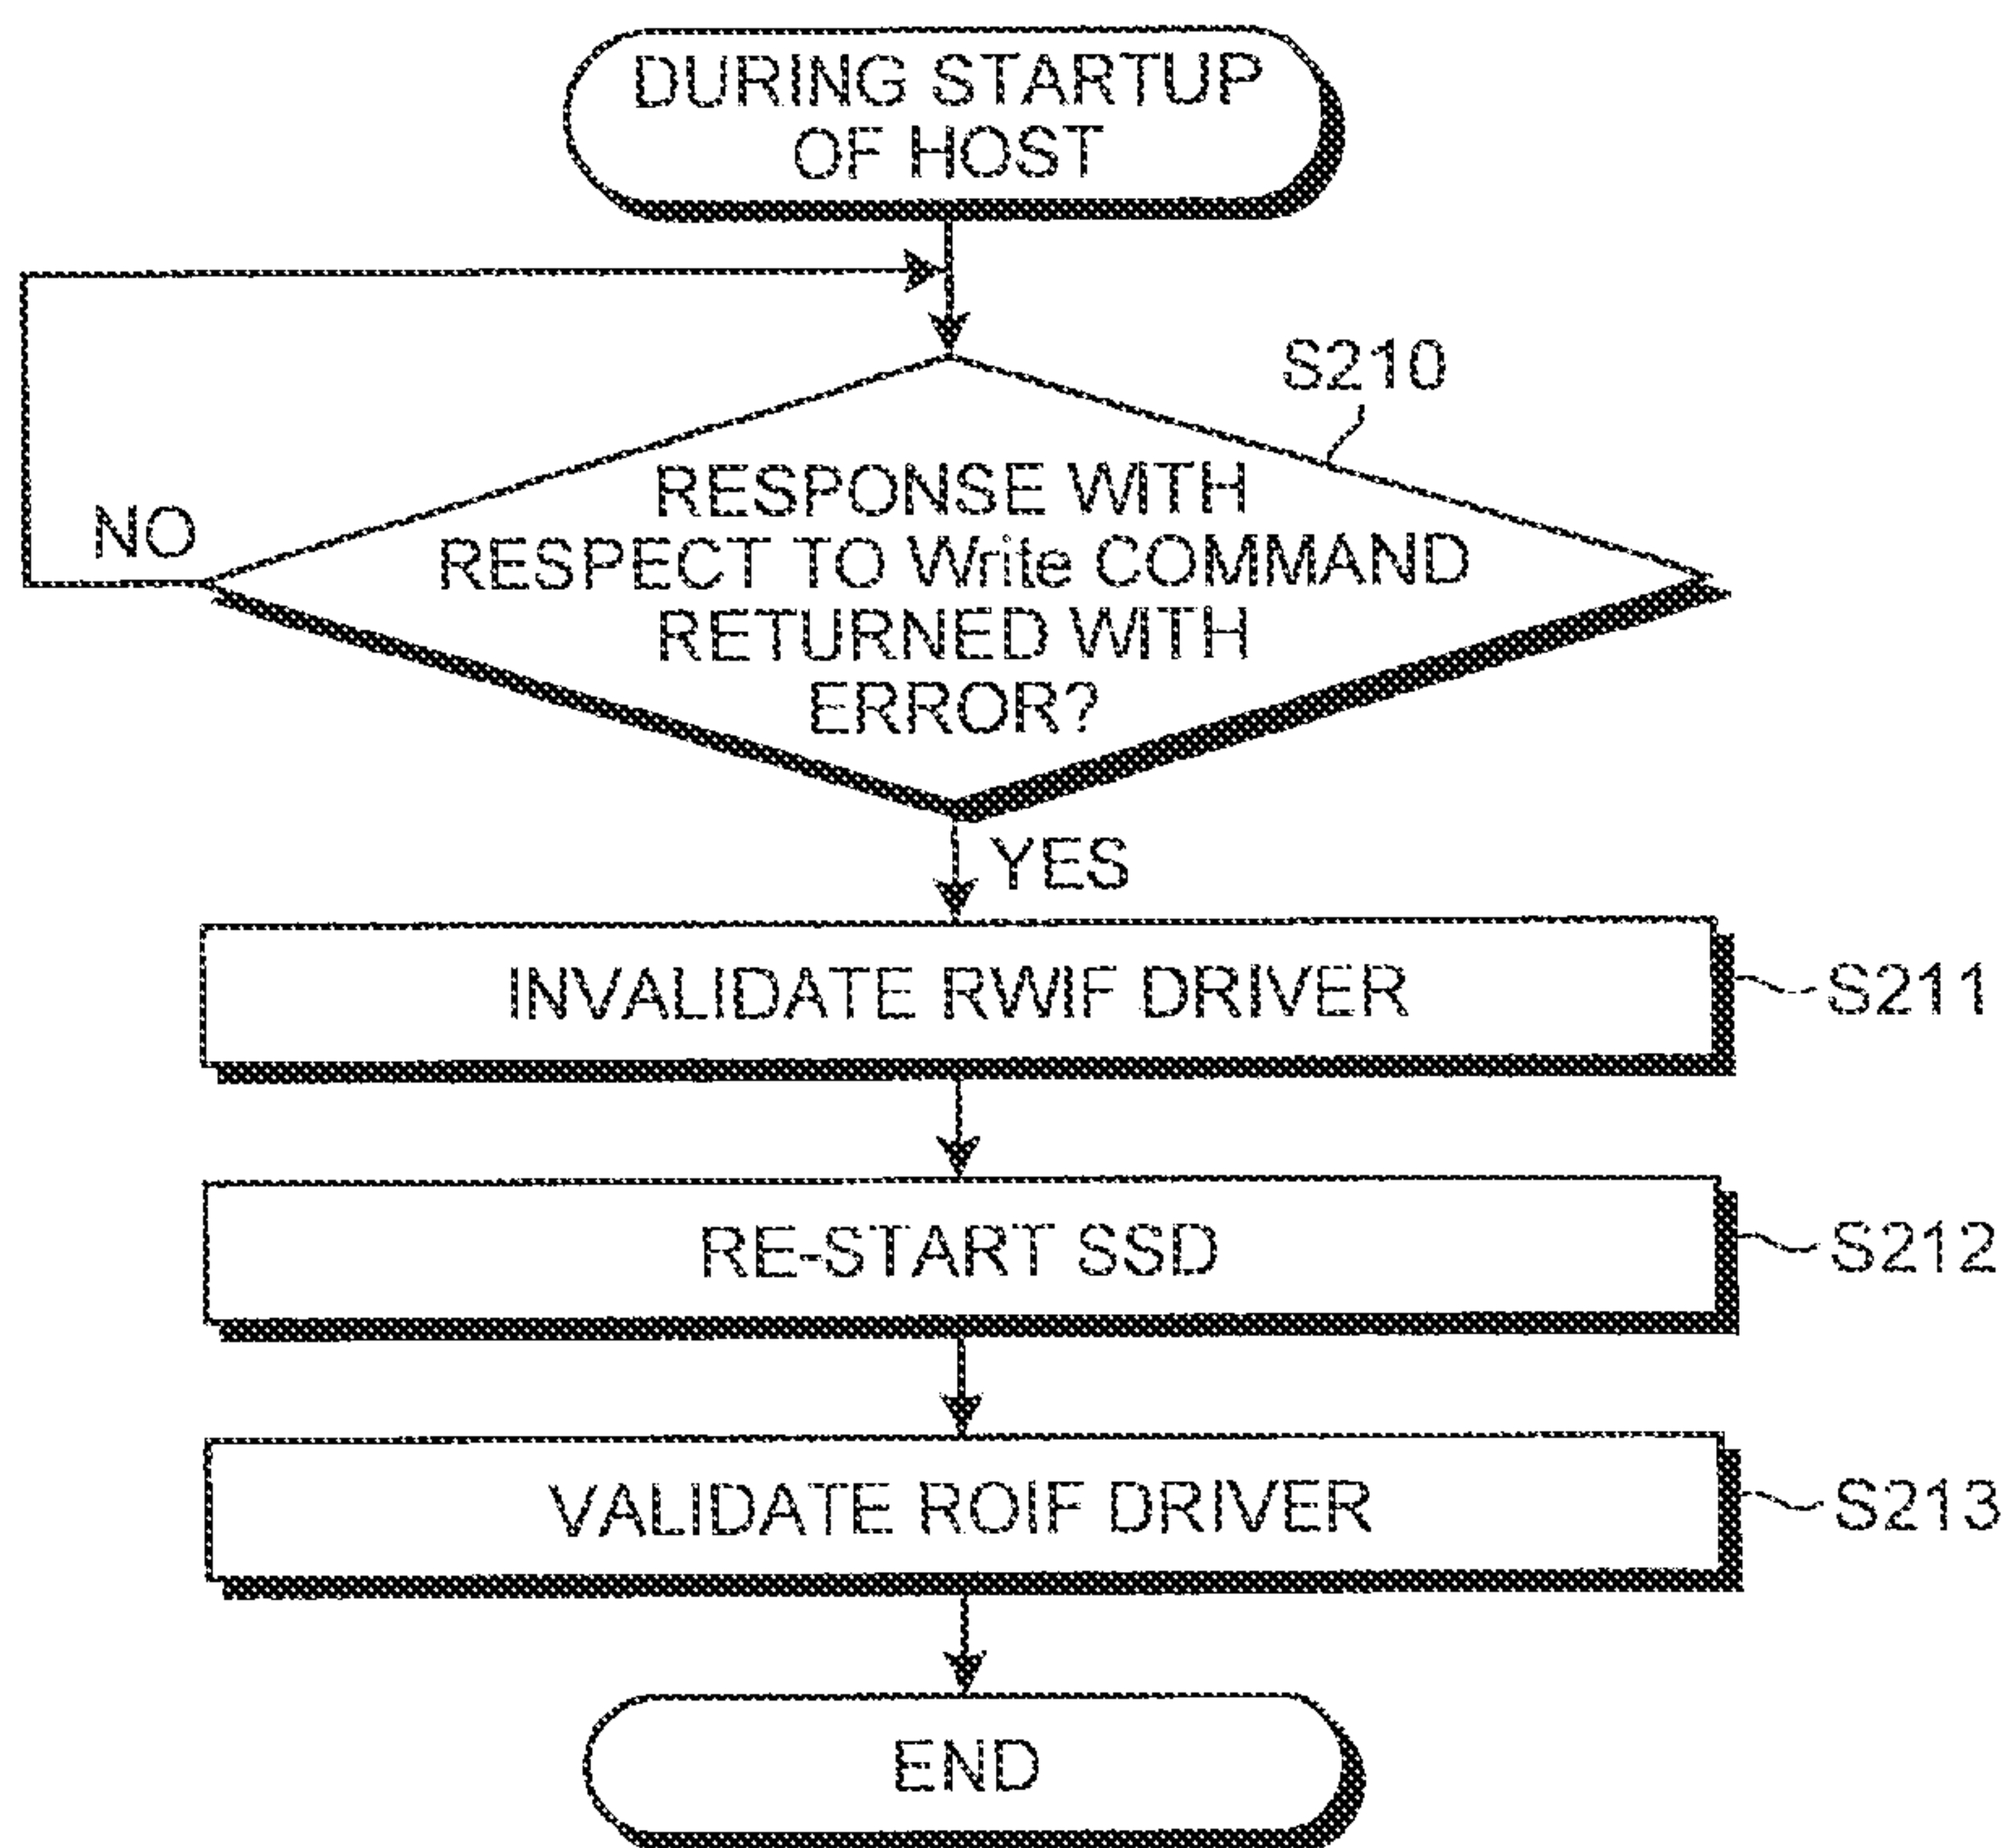 DURING STARTUP
OF HOST
S210
RESPONSE WITH
RESPECT TO Write COMMAND
RETURNED WITH
ERROR?
NO
YES
INVALIDATE RWIF DRIVER
S211
RE-START SSD
S212
VALIDATE ROIF DRIVER
S213
END